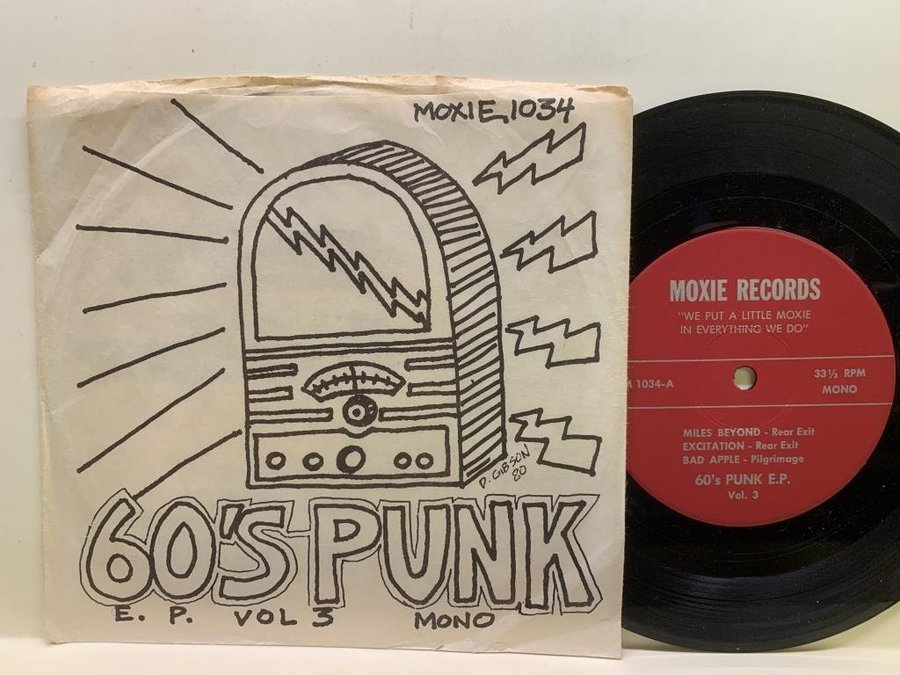 MOXIE 1034
D. GIBSON
80
60'S PUNK
E. P. VOL 3 MONO
MOXIE RECORDS
"WE PUT A LITTLE MOXIE
IN EVERYTHING WE DO"
M 1034-A
33⅓ RPM
MONO
MILES BEYOND - Rear Exit
EXCITATION - Rear Exit
BAD APPLE - Pilgrimage
60's PUNK E.P.
Vol. 3